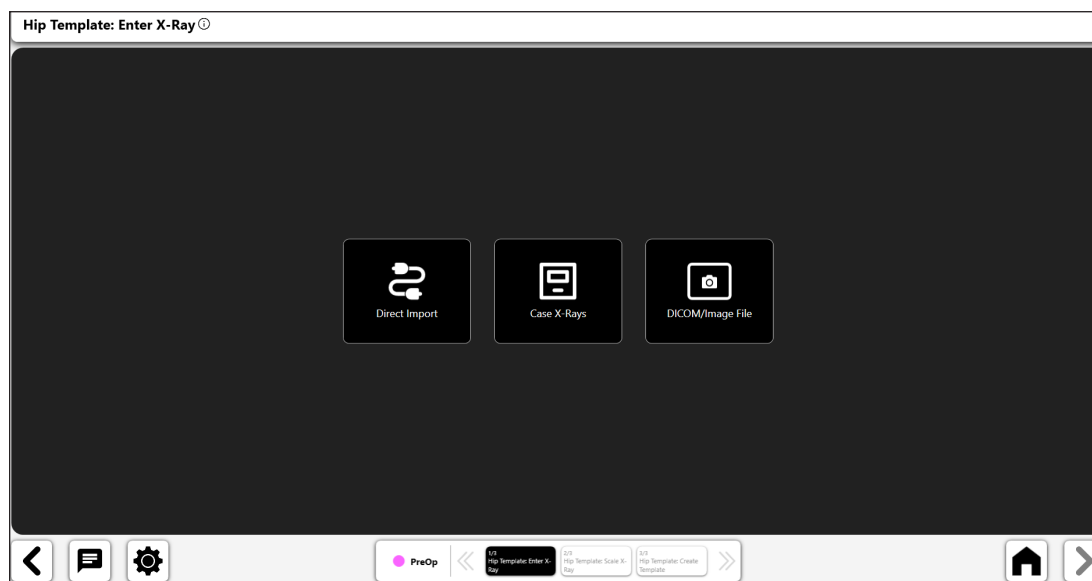 Hip Template: Enter X-Ray
Direct Import
Case X-Rays
DICOM/Image File
PreOp
1/3
Hip Template: Enter X-
Ray
2/3
Hip Template: Scale X-
Ray
3/3
Hip Template: Create
Template